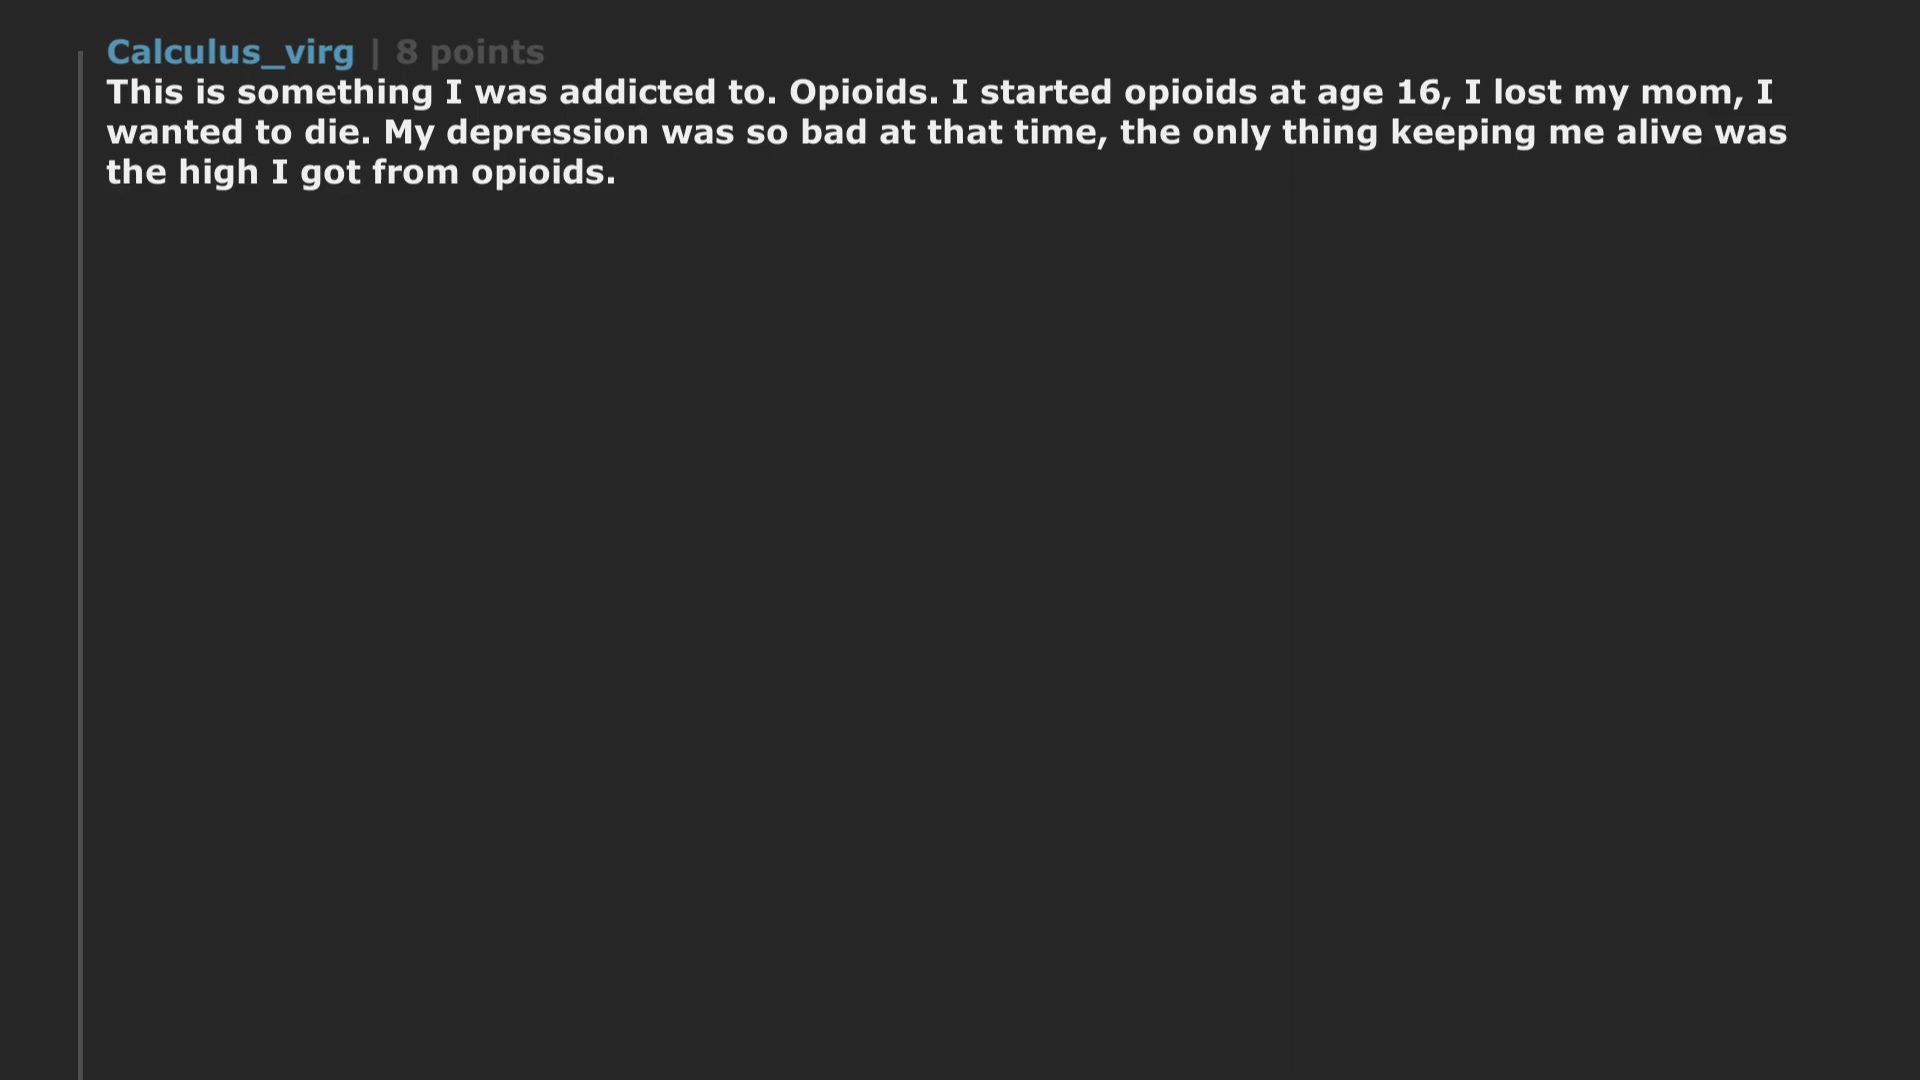 Calculus_virg | 8 points
This is something I was addicted to. Opioids. I started opioids at age 16, I lost my mom, I
wanted to die. My depression was so bad at that time, the only thing keeping me alive was
the high I got from opioids.